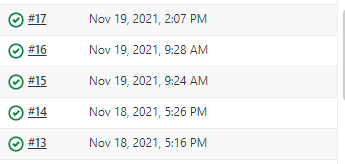 #17 Nov 19, 2021, 2:07 PM
#16 Nov 19, 2021, 9:28 AM
#15 Nov 19, 2021, 9:24 AM
#14 Nov 18, 2021, 5:26 PM
#13 Nov 18, 2021, 5:16 PM